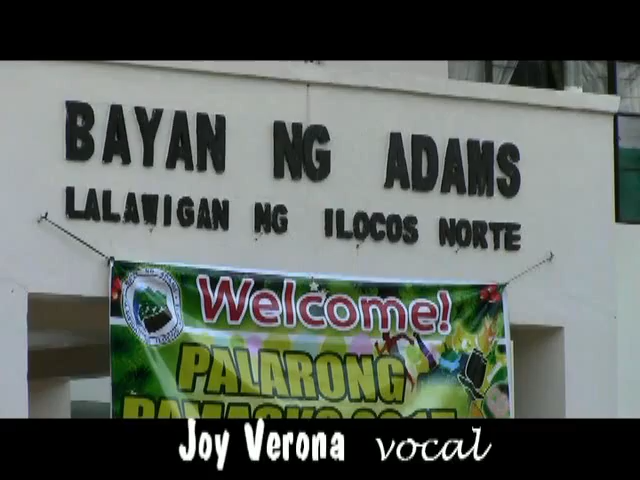 BAYAN NG ADAMS
LALAWIGAN NG ILOCOS NORTE
Welcome!
PALARONG
Joy Verona vocal